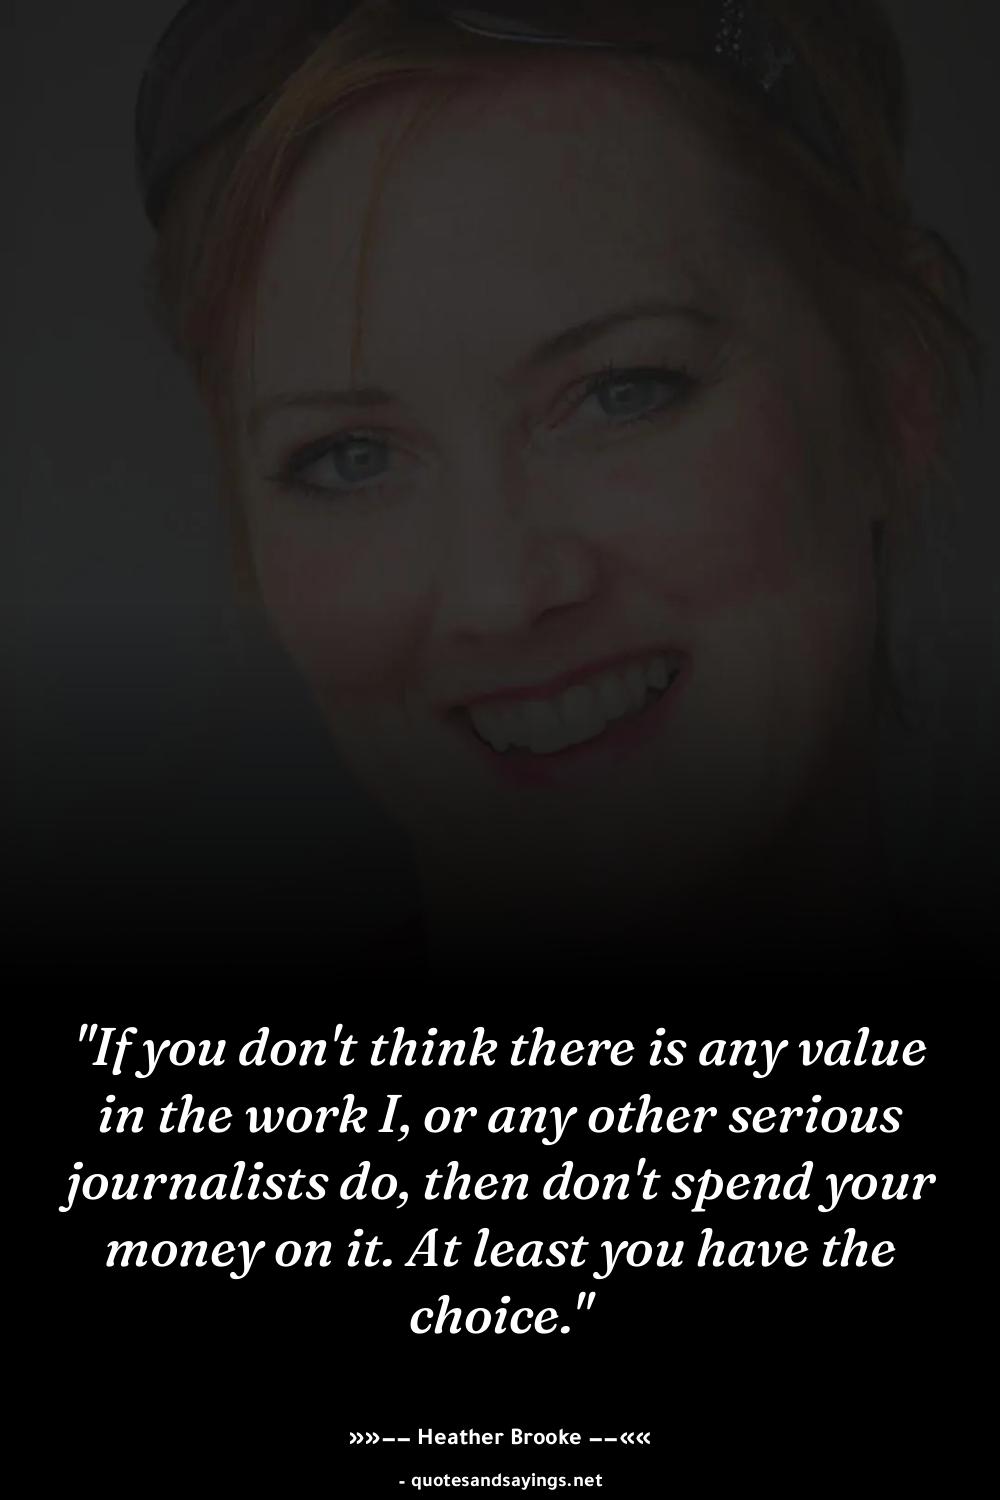 "If you don't think there is any value
in the work I, or any other serious
journalists do, then don't spend your
money on it. At least you have the
choice."
»»–– Heather Brooke ––««
- quotesandsayings.net